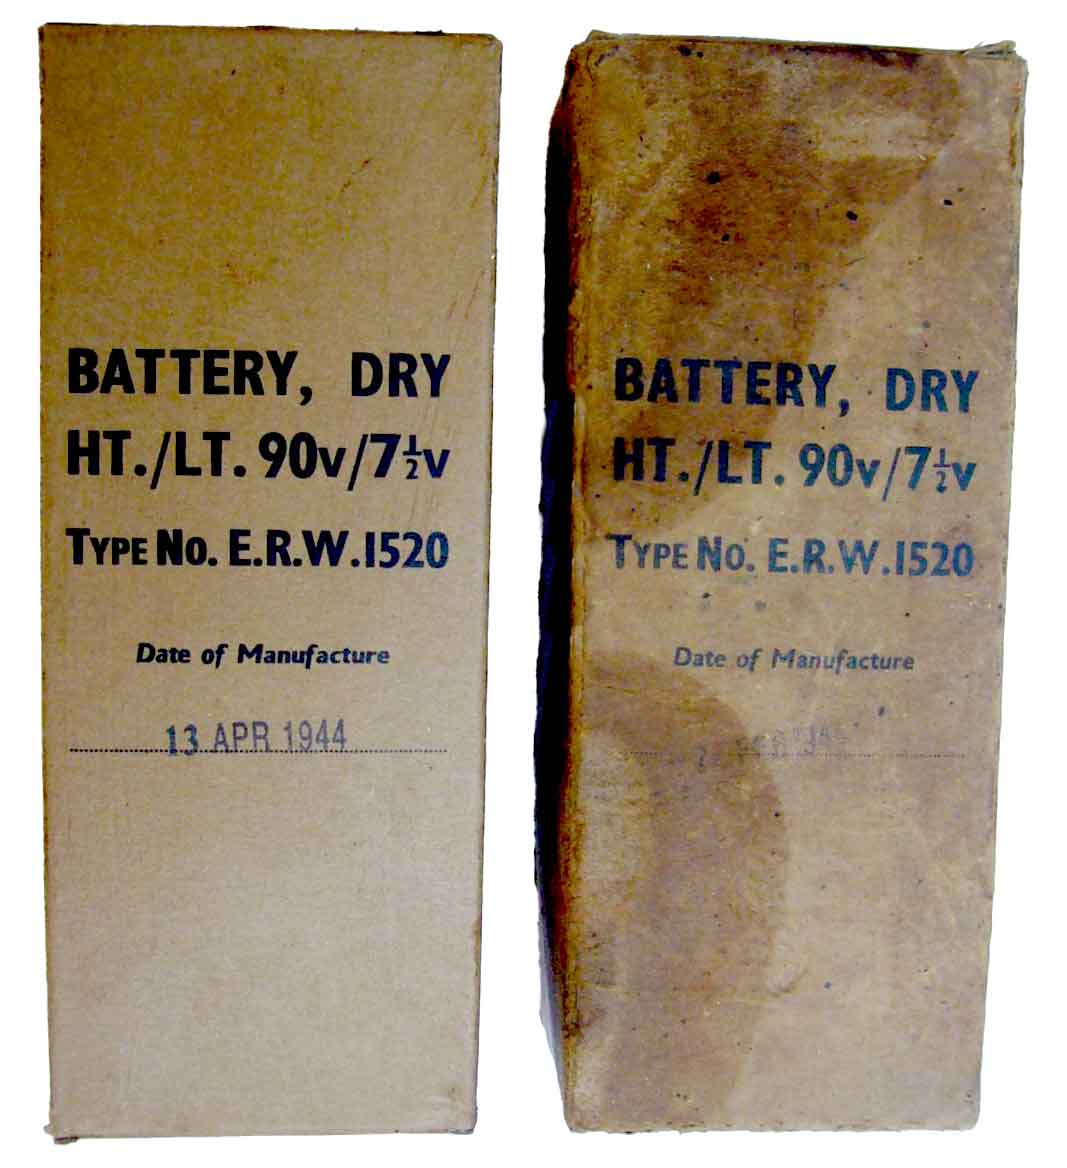 BATTERY, DRY
HT./LT. 90v/7½v
TYPE NO. E.R.W.1520
Date of Manufacture
13 APR 1944
BATTERY, DRY
HT./LT. 90v/7½v
TYPE NO. E.R.W.1520
Date of Manufacture